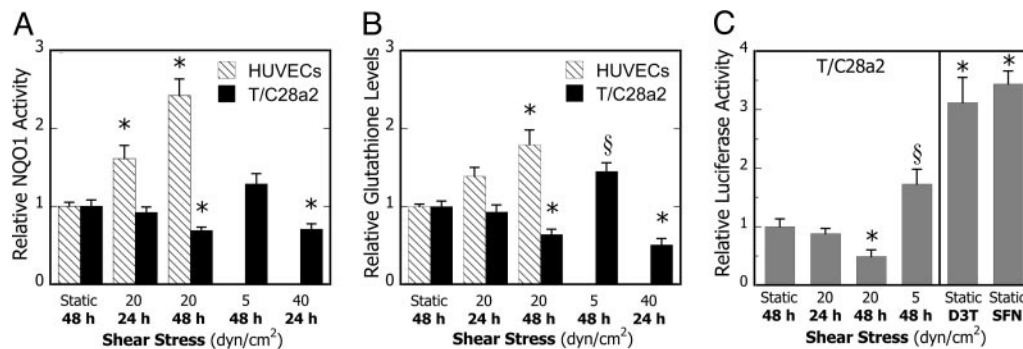 A
Relative NQO1 Activity
3
2
1
0
HUVECs
T/C28a2
*
*
*
*
Static 20 20 5 40
48 h 24 h 48 h 48 h 24 h
Shear Stress (dyn/cm²)
B
Relative Glutathione Levels
3
2
1
0
HUVECs
T/C28a2
*
§
*
*
Static 20 20 5 40
48 h 24 h 48 h 48 h 24 h
Shear Stress (dyn/cm²)
C
Relative Luciferase Activity
4
3
2
1
0
T/C28a2
*
*
§
*
Static 20 20 5 Static Static
48 h 24 h 48 h 48 h D3T SFN
Shear Stress (dyn/cm²)